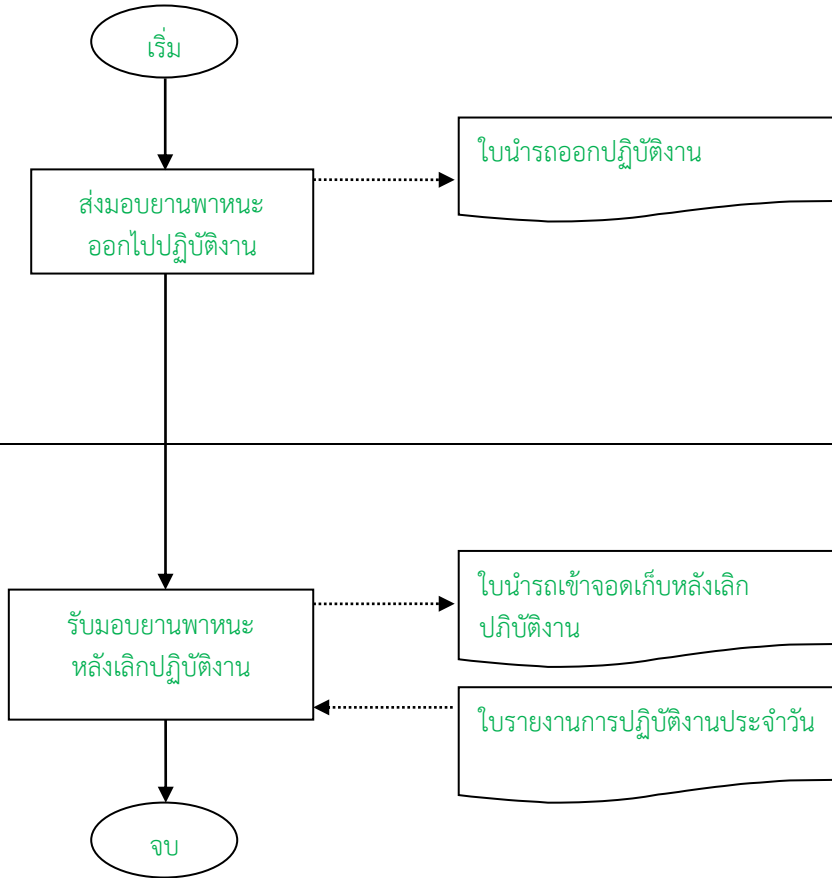 เริ่ม
ใบนำรถออกปฏิบัติงาน
ส่งมอบยานพาหนะ
ออกไปปฏิบัติงาน
ใบนำรถเข้าจอดเก็บหลังเลิก
ปภิบัติงาน
รับมอบยานพาหนะ
หลังเลิกปฏิบัติงาน
ใบรายงานการปฏิบัติงานประจำวัน
จบ